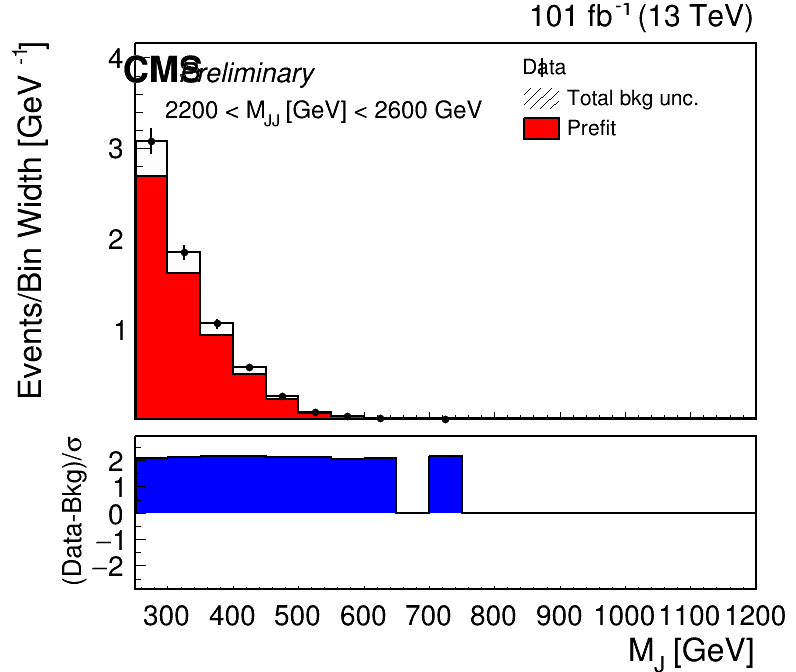 101 fb⁻¹ (13 TeV)
CMS Preliminary
2200 < M_JJ [GeV] < 2600 GeV
Data
Total bkg unc.
Prefit
Events/Bin Width [GeV⁻¹]
4
3
2
1
(Data-Bkg)/σ
2
1
0
−1
−2
300 400 500 600 700 800 900 1000 1100 1200
M_J [GeV]